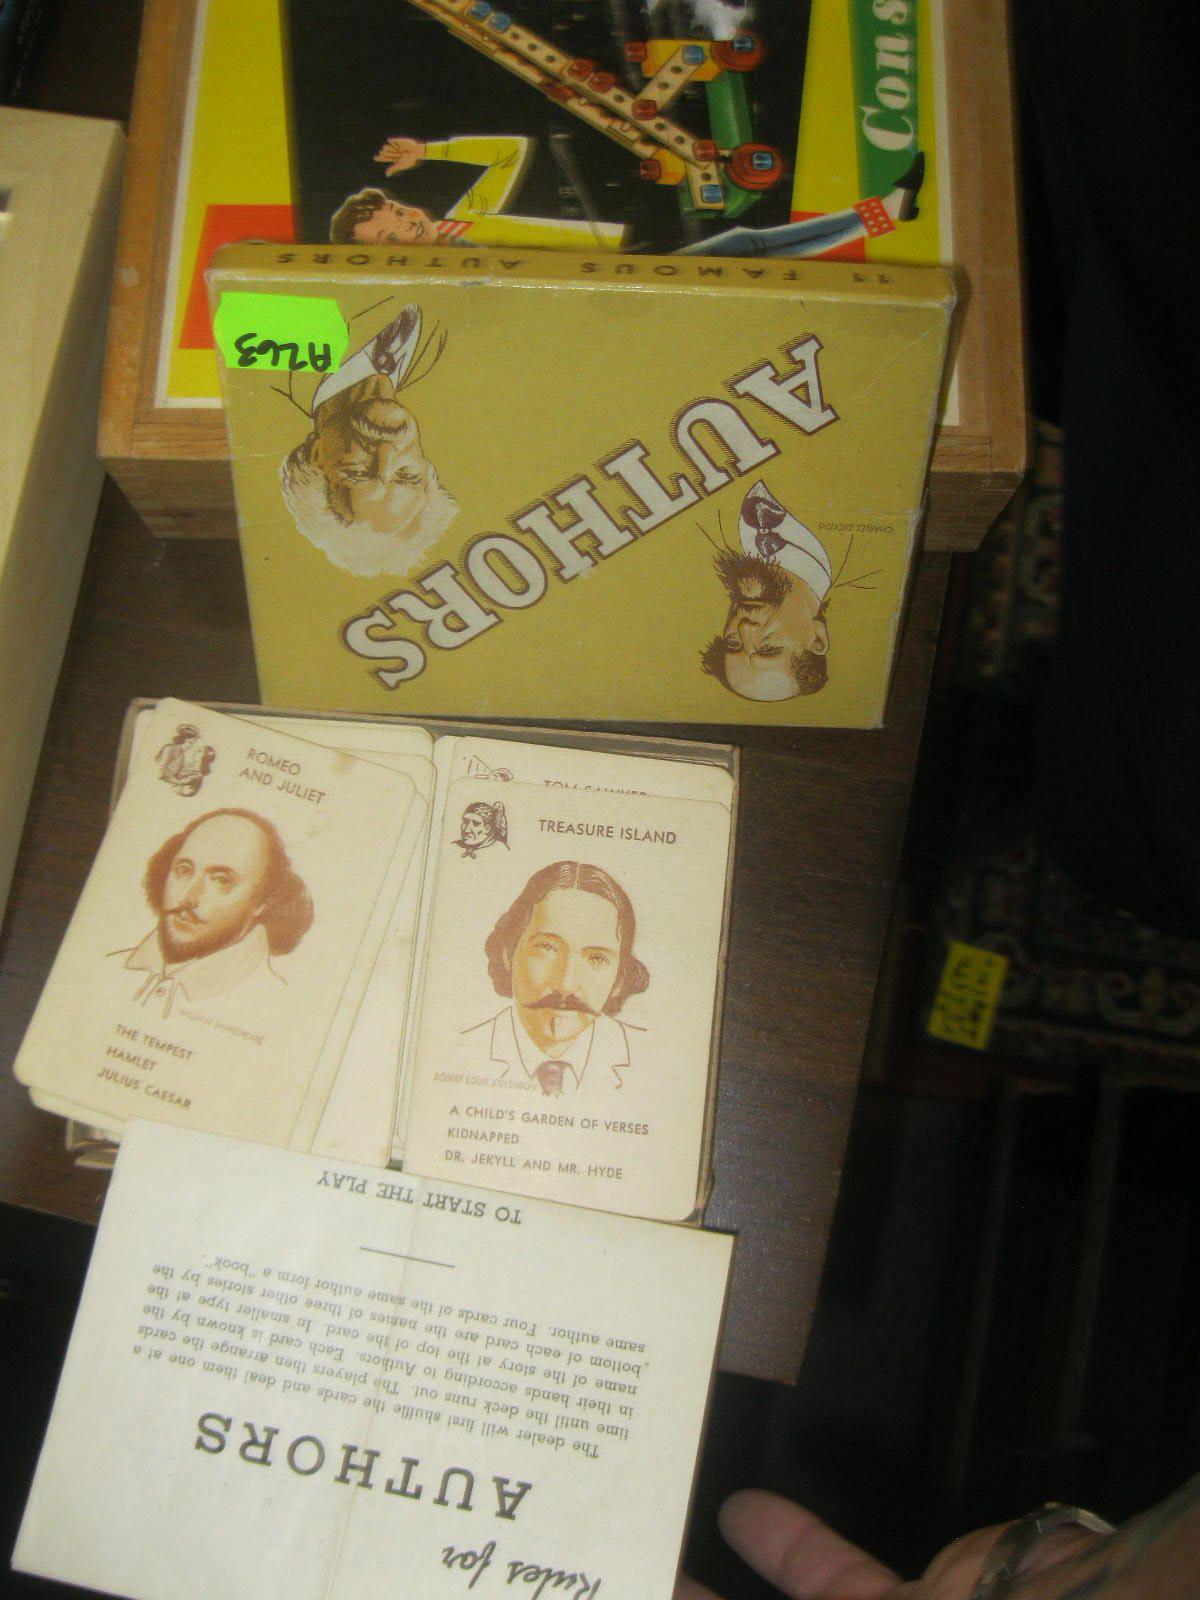 Cons
11 FAMOUS AUTHORS
A263
AUTHORS
CHARLES DICKENS
ROMEO
AND JULIET
WILLIAM SHAKESPEARE
THE TEMPEST
HAMLET
JULIUS CAESAR
TOM SAWYER
TREASURE ISLAND
ROBERT LOUIS STEVENSON
A CHILD'S GARDEN OF VERSES
KIDNAPPED
DR. JEKYLL AND MR. HYDE
Rules for
AUTHORS
The dealer will first shuffle the cards and deal them one at a
time until the deck runs out. The players then arrange the cards
in their hands according to Authors. Each card is known by the
name of the story at the top of the card. In smaller type at the
bottom of each card are the names of three other stories by the
same author. Four cards of the same author form a "book".
TO START THE PLAY